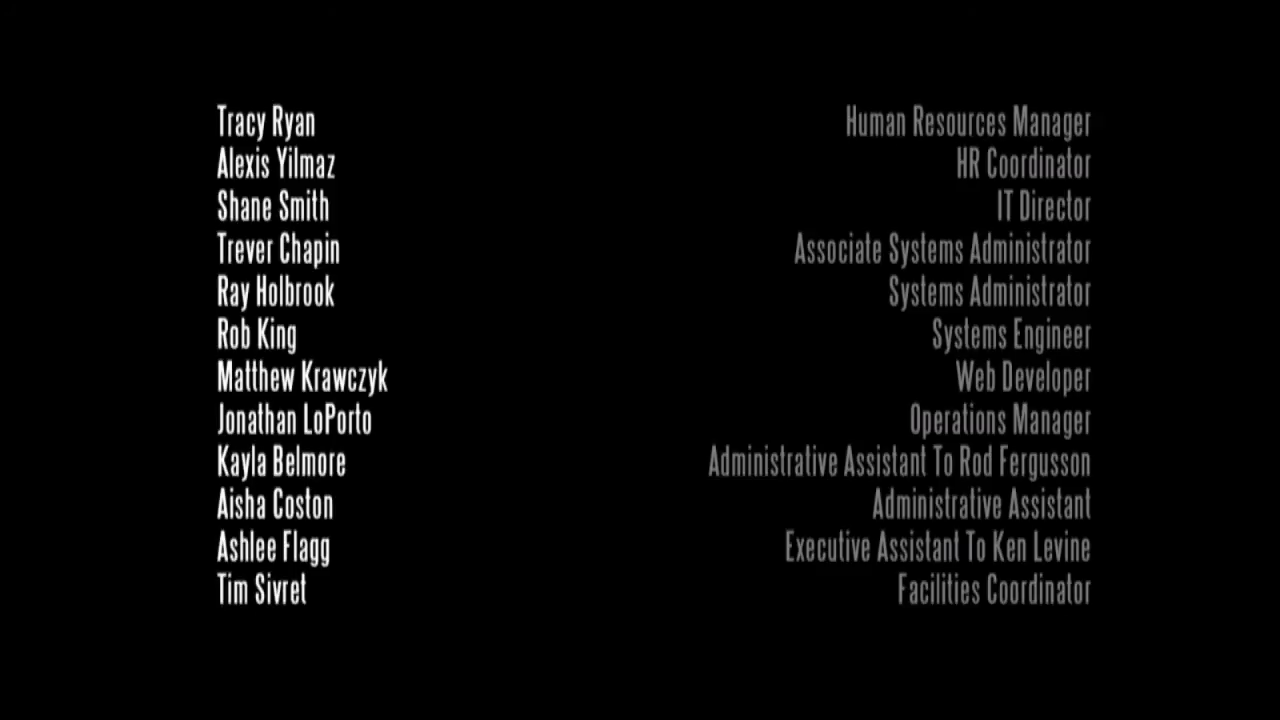 Tracy Ryan Human Resources Manager
Alexis Yilmaz HR Coordinator
Shane Smith IT Director
Trever Chapin Associate Systems Administrator
Ray Holbrook Systems Administrator
Rob King Systems Engineer
Matthew Krawczyk Web Developer
Jonathan LoPorto Operations Manager
Kayla Belmore Administrative Assistant To Rod Fergusson
Aisha Coston Administrative Assistant
Ashlee Flagg Executive Assistant To Ken Levine
Tim Sivret Facilities Coordinator